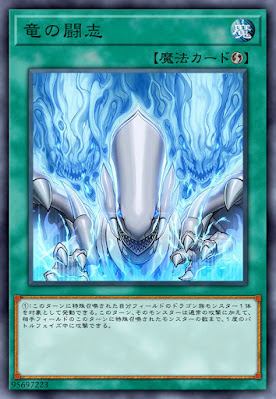 竜の闘志
魔
【魔法カード】
①:このターンに特殊召喚された自分フィールドのドラゴン族モンスター1体
を対象として発動できる。このターン、そのモンスターは通常の攻撃に加えて、
相手フィールドのこのターンに特殊召喚されたモンスターの数まで、1度のバ
トルフェイズ中に攻撃できる。
95697223